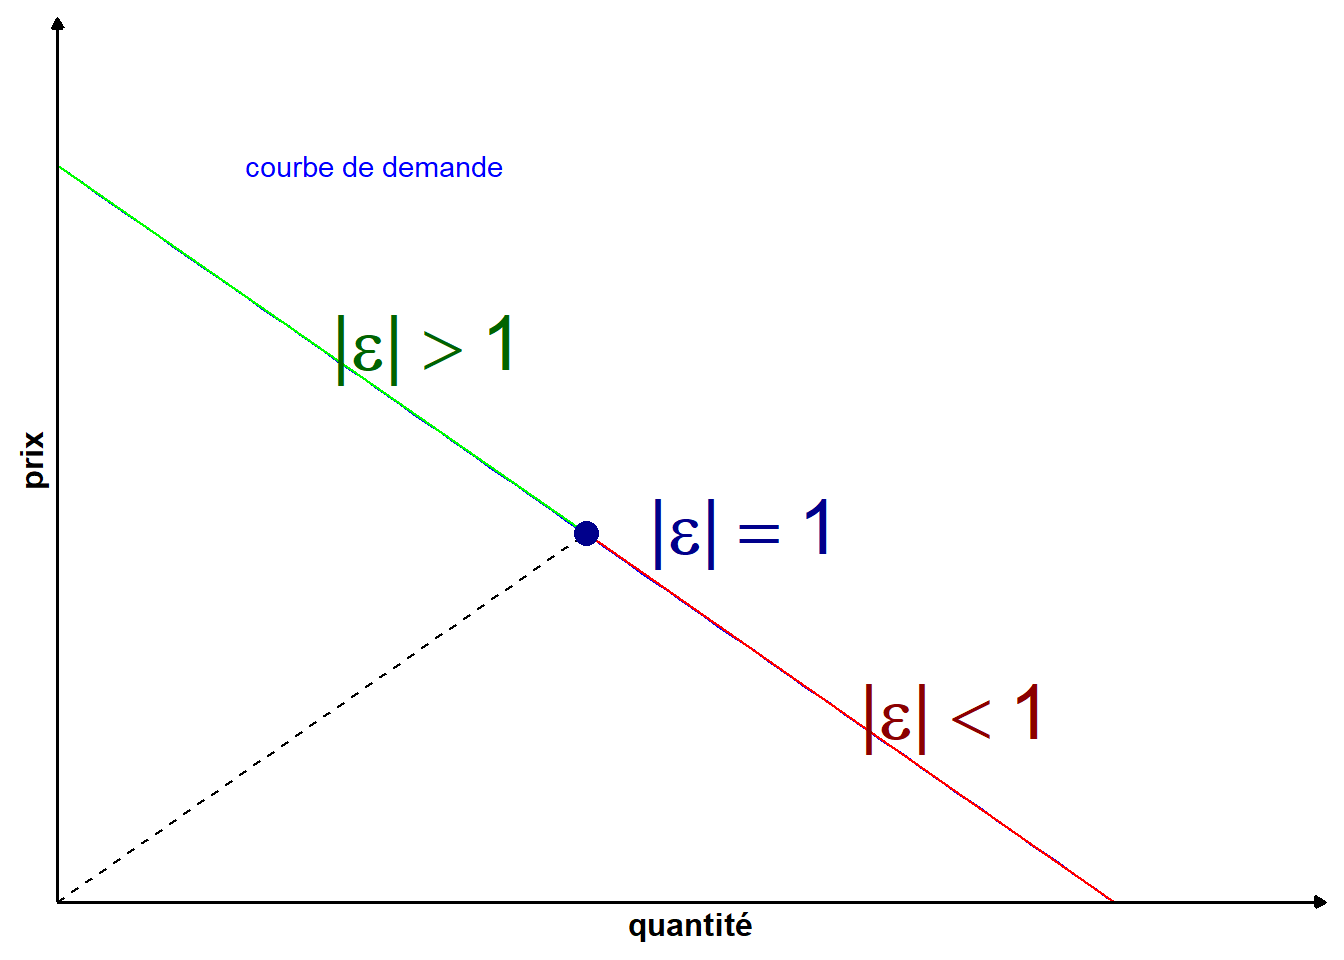 courbe de demande
|ε| > 1
prix
|ε| = 1
|ε| < 1
quantité